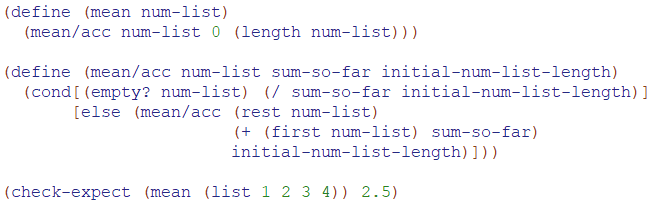 (define (mean num-list)
  (mean/acc num-list 0 (length num-list)))

(define (mean/acc num-list sum-so-far initial-num-list-length)
  (cond[(empty? num-list) (/ sum-so-far initial-num-list-length)]
       [else (mean/acc (rest num-list)
                       (+ (first num-list) sum-so-far)
                       initial-num-list-length)]))

(check-expect (mean (list 1 2 3 4)) 2.5)